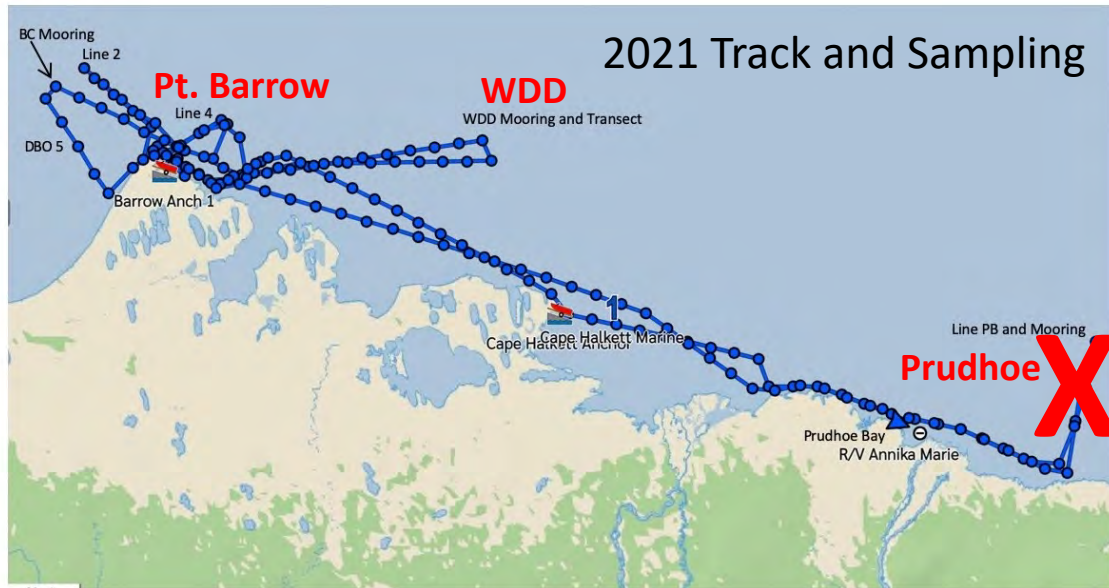 2021 Track and Sampling
BC Mooring
Line 2
Pt. Barrow
WDD
Line 4
WDD Mooring and Transect
DBO 5
Barrow Anch 1
1
Cape Halkett Marine
Cape Halkett Anchor
Line PB and Mooring
Prudhoe
X
Prudhoe Bay
R/V Annika Marie